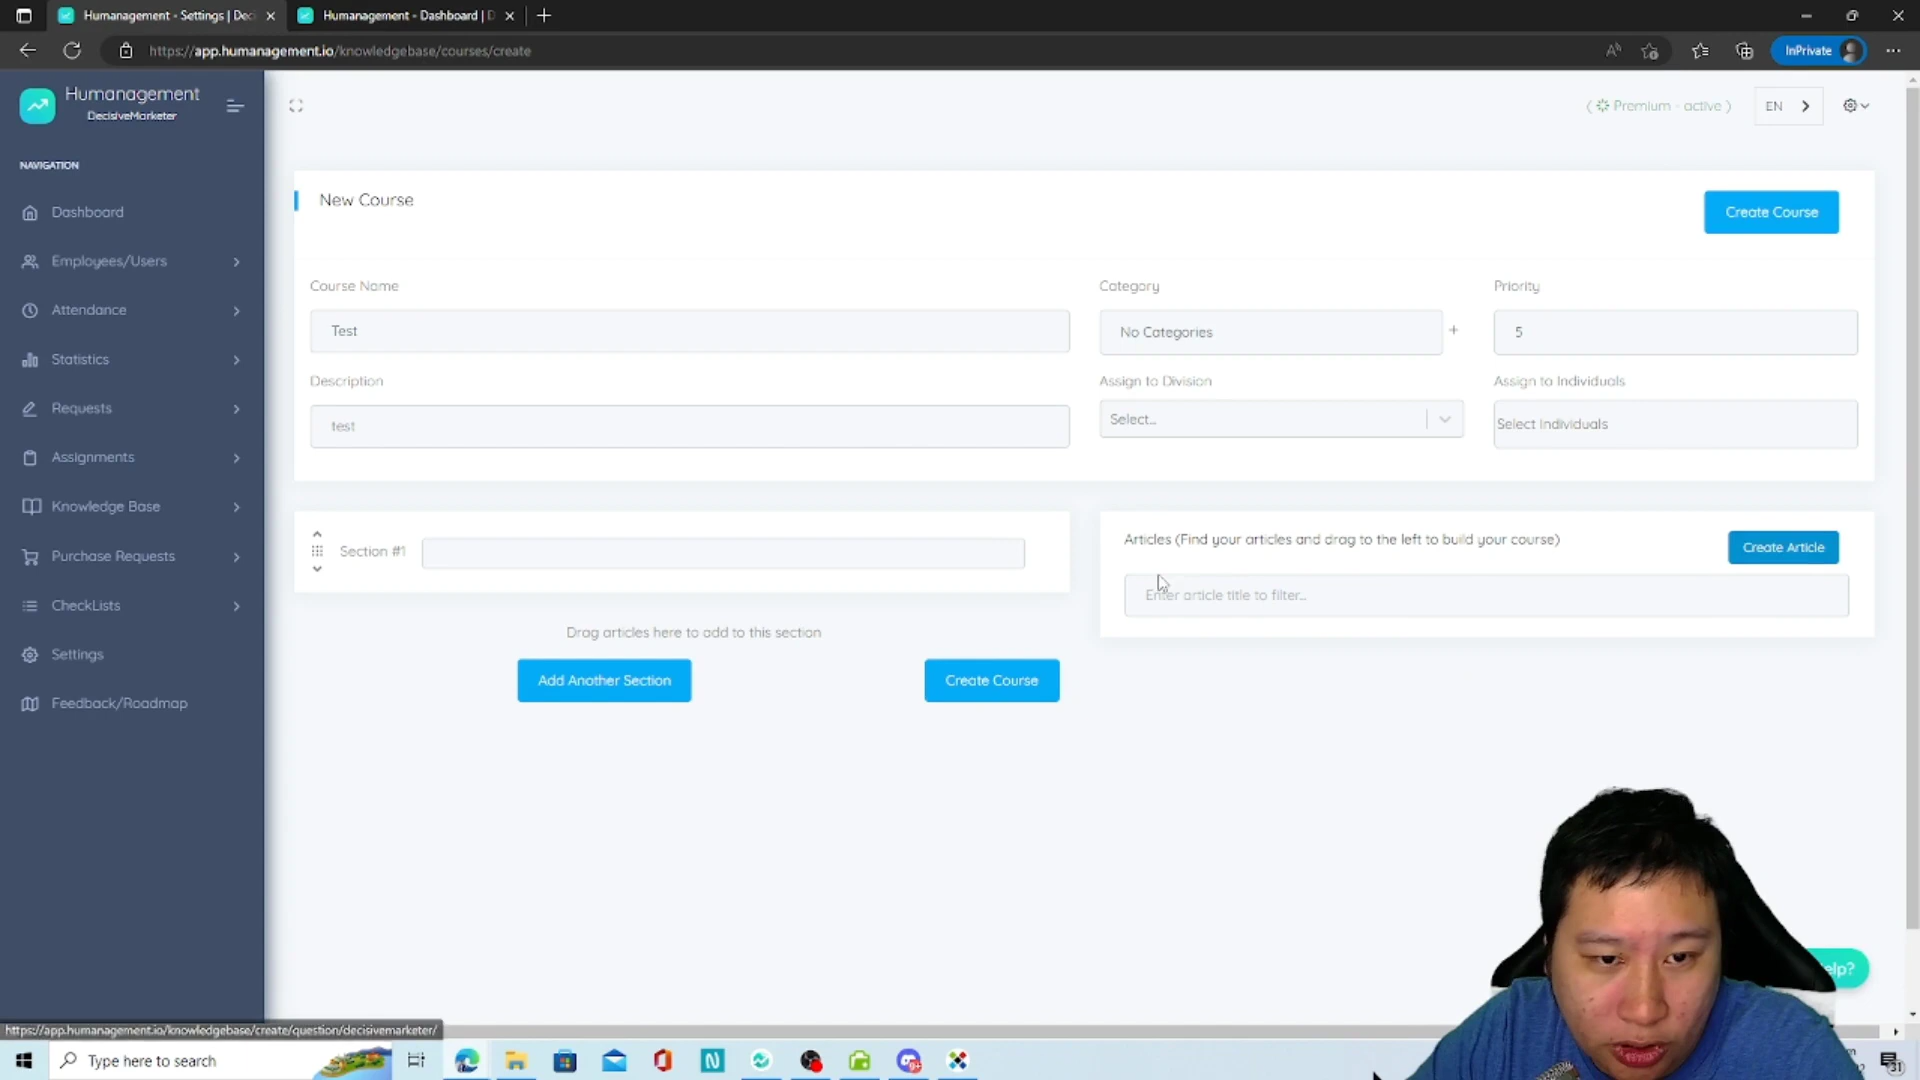 Humanagement - Settings | Dec
Humanagement - Dashboard | D
https://app.humanagement.io/knowledgebase/courses/create
InPrivate
Humanagement
DecisiveMarketer
( Premium - active )
EN
NAVIGATION
Dashboard
Employees/Users
Attendance
Statistics
Requests
Assignments
Knowledge Base
Purchase Requests
CheckLists
Settings
Feedback/Roadmap
New Course
Create Course
Course Name
Category
Priority
Test
No Categories
+
5
Description
Assign to Division
Assign to Individuals
test
Select...
Select Individuals
Section #1
Articles (Find your articles and drag to the left to build your course)
Create Article
Enter article title to filter...
Drag articles here to add to this section
Add Another Section
Create Course
elp?
https://app.humanagement.io/knowledgebase/create/question/decisivemarketer/
Type here to search
31